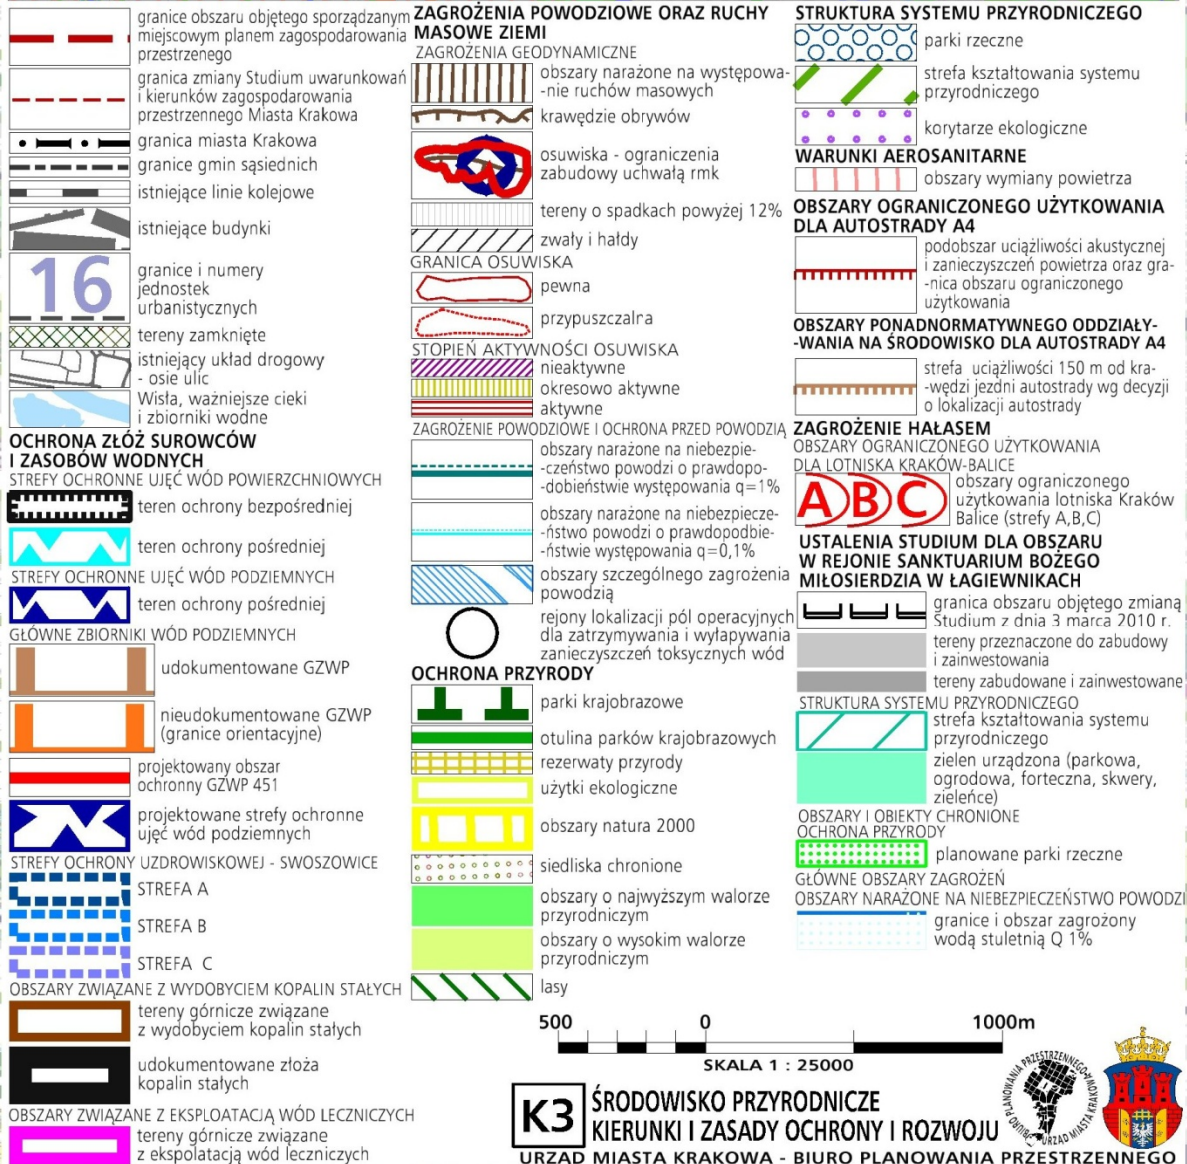 granice obszaru objętego sporządzanym
miejscowym planem zagospodarowania
przestrzenego
granica zmiany Studium uwarunkowań
i kierunków zagospodarowania
przestrzennego Miasta Krakowa
granica miasta Krakowa
granice gmin sąsiednich
istniejące linie kolejowe
istniejące budynki
16
granice i numery
jednostek
urbanistycznych
tereny zamknięte
istniejący układ drogowy
- osie ulic
Wisła, ważniejsze cieki
i zbiorniki wodne
OCHRONA ZŁÓŻ SUROWCÓW
I ZASOBÓW WODNYCH
STREFY OCHRONNE UJĘĆ WÓD POWIERZCHNIOWYCH
teren ochrony bezpośredniej
teren ochrony pośredniej
STREFY OCHRONNE UJĘĆ WÓD PODZIEMNYCH
teren ochrony pośredniej
GŁÓWNE ZBIORNIKI WÓD PODZIEMNYCH
udokumentowane GZWP
nieudokumentowane GZWP
(granice orientacyjne)
projektowany obszar
ochronny GZWP 451
projektowane strefy ochronne
ujęć wód podziemnych
STREFY OCHRONY UZDROWISKOWEJ - SWOSZOWICE
STREFA A
STREFA B
STREFA C
OBSZARY ZWIĄZANE Z WYDOBYCIEM KOPALIN STAŁYCH
tereny górnicze związane
z wydobyciem kopalin stałych
udokumentowane złoża
kopalin stałych
OBSZARY ZWIĄZANE Z EKSPLOATACJĄ WÓD LECZNICZYCH
tereny górnicze związane
z ekspolatacją wód leczniczych
ZAGROŻENIA POWODZIOWE ORAZ RUCHY
MASOWE ZIEMI
ZAGROŻENIA GEODYNAMICZNE
obszary narażone na występowa-
-nie ruchów masowych
krawędzie obrywów
osuwiska - ograniczenia
zabudowy uchwałą rmk
tereny o spadkach powyżej 12%
zwały i hałdy
GRANICA OSUWISKA
pewna
przypuszczalna
STOPIEŃ AKTYWNOŚCI OSUWISKA
nieaktywne
okresowo aktywne
aktywne
ZAGROŻENIE POWODZIOWE I OCHRONA PRZED POWODZIĄ
obszary narażone na niebezpie-
-czeństwo powodzi o prawdopo-
-dobieństwie występowania q=1%
obszary narażone na niebezpiecze-
-ństwo powodzi o prawdopodbie-
-ństwie występowania q=0,1%
obszary szczególnego zagrożenia
powodzią
rejony lokalizacji pól operacyjnych
dla zatrzymywania i wyłapywania
zanieczyszczeń toksycznych wód
OCHRONA PRZYRODY
parki krajobrazowe
otulina parków krajobrazowych
rezerwaty przyrody
użytki ekologiczne
obszary natura 2000
siedliska chronione
obszary o najwyższym walorze
przyrodniczym
obszary o wysokim walorze
przyrodniczym
lasy
STRUKTURA SYSTEMU PRZYRODNICZEGO
parki rzeczne
strefa kształtowania systemu
przyrodniczego
korytarze ekologiczne
WARUNKI AEROSANITARNE
obszary wymiany powietrza
OBSZARY OGRANICZONEGO UŻYTKOWANIA
DLA AUTOSTRADY A4
podobszar uciążliwości akustycznej
i zanieczyszczeń powietrza oraz gra-
-nica obszaru ograniczonego
użytkowania
OBSZARY PONADNORMATYWNEGO ODDZIAŁY-
-WANIA NA ŚRODOWISKO DLA AUTOSTRADY A4
strefa uciążliwości 150 m od kra-
-wędzi jezdni autostrady wg decyzji
o lokalizacji autostrady
ZAGROŻENIE HAŁASEM
OBSZARY OGRANICZONEGO UŻYTKOWANIA
DLA LOTNISKA KRAKÓW-BALICE
A B C
obszary ograniczonego
użytkowania lotniska Kraków
Balice (strefy A,B,C)
USTALENIA STUDIUM DLA OBSZARU
W REJONIE SANKTUARIUM BOŻEGO
MIŁOSIERDZIA W ŁAGIEWNIKACH
granica obszaru objętego zmianą
Studium z dnia 3 marca 2010 r.
tereny przeznaczone do zabudowy
i zainwestowania
tereny zabudowane i zainwestowane
STRUKTURA SYSTEMU PRZYRODNICZEGO
strefa kształtowania systemu
przyrodniczego
zielen urządzona (parkowa,
ogrodowa, forteczna, skwery,
zieleńce)
OBSZARY I OBIEKTY CHRONIONE
OCHRONA PRZYRODY
planowane parki rzeczne
GŁÓWNE OBSZARY ZAGROŻEŃ
OBSZARY NARAŻONE NA NIEBEZPIECZEŃSTWO POWODZI
granice i obszar zagrożony
wodą stuletnią Q 1%
500 0 1000m
SKALA 1 : 25000
K3
ŚRODOWISKO PRZYRODNICZE
KIERUNKI I ZASADY OCHRONY I ROZWOJU
BIURO PLANOWANIA PRZESTRZENNEGO
URZĄD MIASTA KRAKOWA
URZĄD MIASTA KRAKOWA - BIURO PLANOWANIA PRZESTRZENNEGO